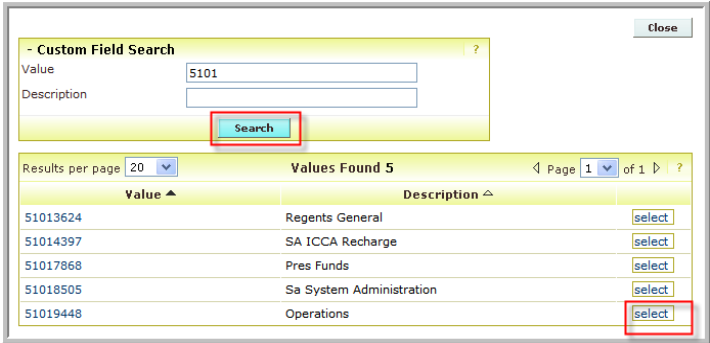 Close
- Custom Field Search ?
Value 5101
Description
Search
Results per page 20 Values Found 5 Page 1 of 1 ?
Value Description
51013624 Regents General select
51014397 SA ICCA Recharge select
51017868 Pres Funds select
51018505 Sa System Administration select
51019448 Operations select